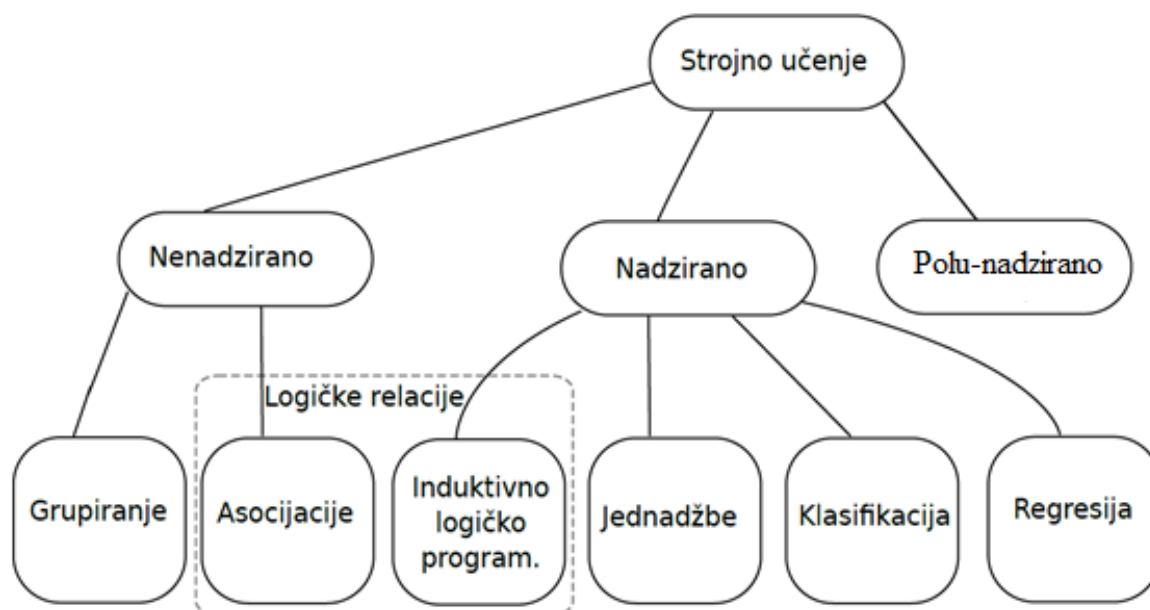 Strojno učenje
Nenadzirano
Nadzirano
Polu-nadzirano
Logičke relacije
Grupiranje
Asocijacije
Induktivno
logičko
program.
Jednadžbe
Klasifikacija
Regresija